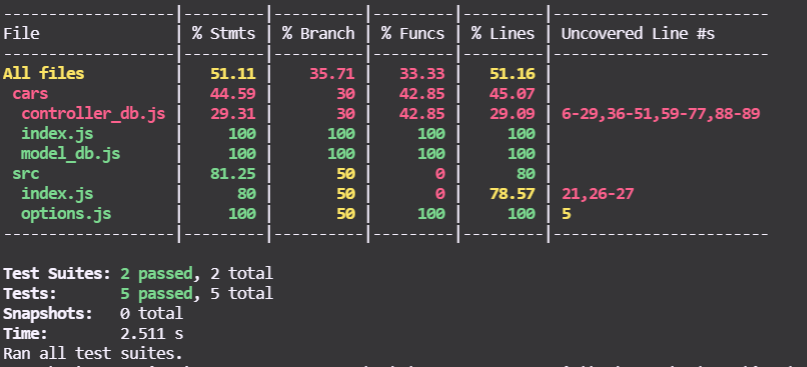 -------------------|---------|----------|---------|---------|-------------------------
File               | % Stmts | % Branch | % Funcs | % Lines | Uncovered Line #s
-------------------|---------|----------|---------|---------|-------------------------
All files          |   51.11 |    35.71 |   33.33 |   51.16 |
 cars              |   44.59 |       30 |   42.85 |   45.07 |
  controller_db.js |   29.31 |       30 |   42.85 |   29.09 | 6-29,36-51,59-77,88-89
  index.js         |     100 |      100 |     100 |     100 |
  model_db.js      |     100 |      100 |     100 |     100 |
 src               |   81.25 |       50 |       0 |      80 |
  index.js         |      80 |       50 |       0 |   78.57 | 21,26-27
  options.js       |     100 |       50 |     100 |     100 | 5
-------------------|---------|----------|---------|---------|-------------------------
Test Suites: 2 passed, 2 total
Tests:       5 passed, 5 total
Snapshots:   0 total
Time:        2.511 s
Ran all test suites.